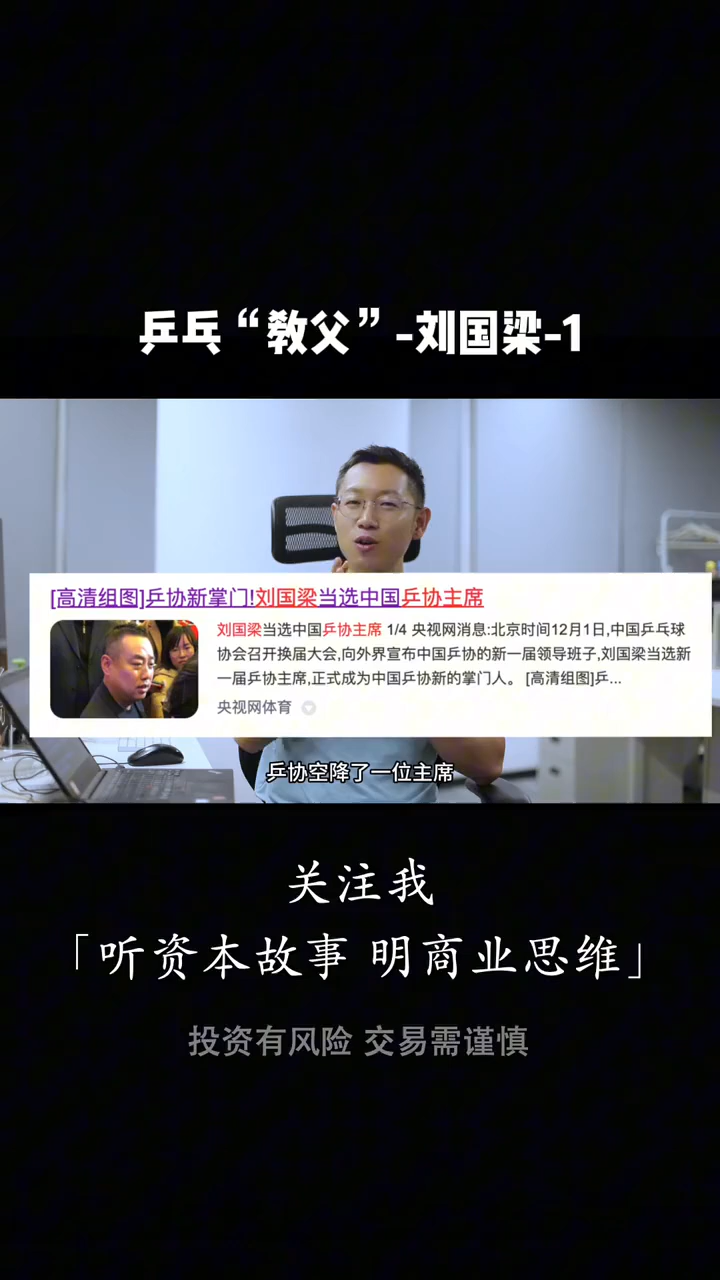 乒乓“教父”-刘国梁-1
[高清组图]乒协新掌门!刘国梁当选中国乒协主席
刘国梁当选中国乒协主席 1/4 央视网消息:北京时间12月1日,中国乒乓球
协会召开换届大会,向外界宣布中国乒协的新一届领导班子,刘国梁当选新
一届乒协主席,正式成为中国乒协新的掌门人。 [高清组图]乒...
央视网体育
乒协空降了一位主席
关注我
「听资本故事 明商业思维」
投资有风险 交易需谨慎